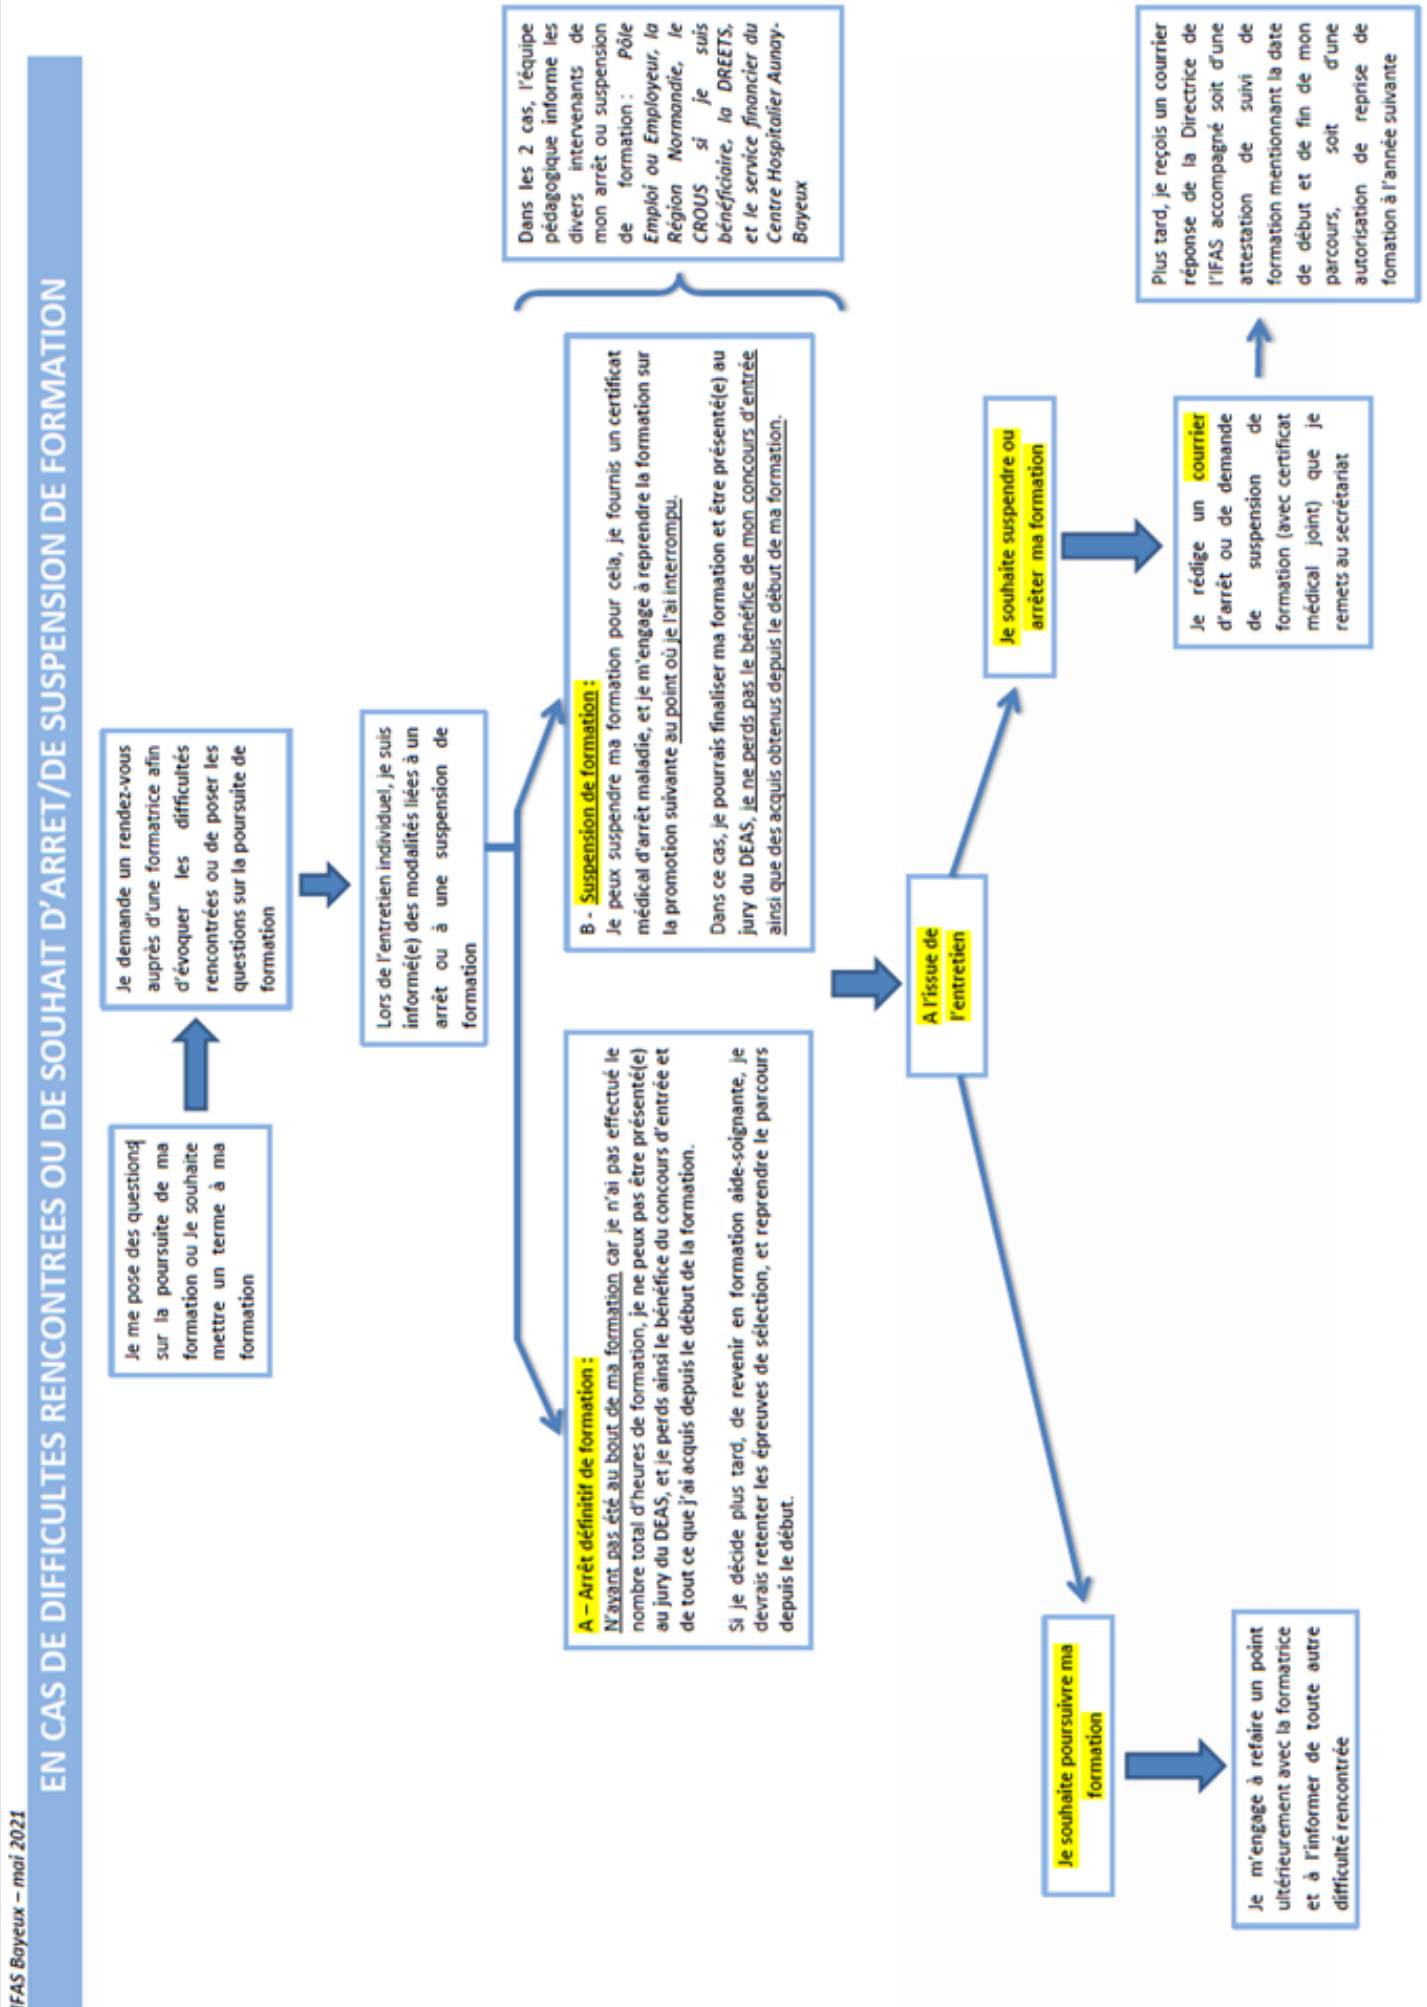 IFAS Bayeux – mai 2021
EN CAS DE DIFFICULTES RENCONTRES OU DE SOUHAIT D'ARRET/DE SUSPENSION DE FORMATION
Je me pose des questions
sur la poursuite de ma
formation ou Je souhaite
mettre un terme à ma
formation
Je demande un rendez-vous
auprès d'une formatrice afin
d'évoquer les difficultés
rencontrées ou de poser les
questions sur la poursuite de
formation
Lors de l'entretien individuel, je suis
informé(e) des modalités liées à un
arrêt ou à une suspension de
formation
A – Arrêt définitif de formation :
N'ayant pas été au bout de ma formation car je n'ai pas effectué le
nombre total d'heures de formation, je ne peux pas être présenté(e)
au jury du DEAS, et je perds ainsi le bénéfice du concours d'entrée et
de tout ce que j'ai acquis depuis le début de la formation.
Si je décide plus tard, de revenir en formation aide-soignante, je
devrais retenter les épreuves de sélection, et reprendre le parcours
depuis le début.
B - Suspension de formation :
Je peux suspendre ma formation pour cela, je fournis un certificat
médical d'arrêt maladie, et je m'engage à reprendre la formation sur
la promotion suivante au point où je l'ai interrompu.
Dans ce cas, je pourrais finaliser ma formation et être présenté(e) au
jury du DEAS, je ne perds pas le bénéfice de mon concours d'entrée
ainsi que des acquis obtenus depuis le début de ma formation.
Dans les 2 cas, l'équipe
pédagogique informe les
divers intervenants de
mon arrêt ou suspension
de formation : Pôle
Emploi ou Employeur, la
Région Normandie, le
CROUS si je suis
bénéficiaire, la DREETS,
et le service financier du
Centre Hospitalier Aunay-
Bayeux
A l'issue de
l'entretien
Je souhaite poursuivre ma
formation
Je m'engage à refaire un point
ultérieurement avec la formatrice
et à l'informer de toute autre
difficulté rencontrée
Je souhaite suspendre ou
arrêter ma formation
Je rédige un courrier
d'arrêt ou de demande
de suspension de
formation (avec certificat
médical joint) que je
remets au secrétariat
Plus tard, je reçois un courrier
réponse de la Directrice de
l'IFAS accompagné soit d'une
attestation de suivi de
formation mentionnant la date
de début et de fin de mon
parcours, soit d'une
autorisation de reprise de
fomation à l'année suivante